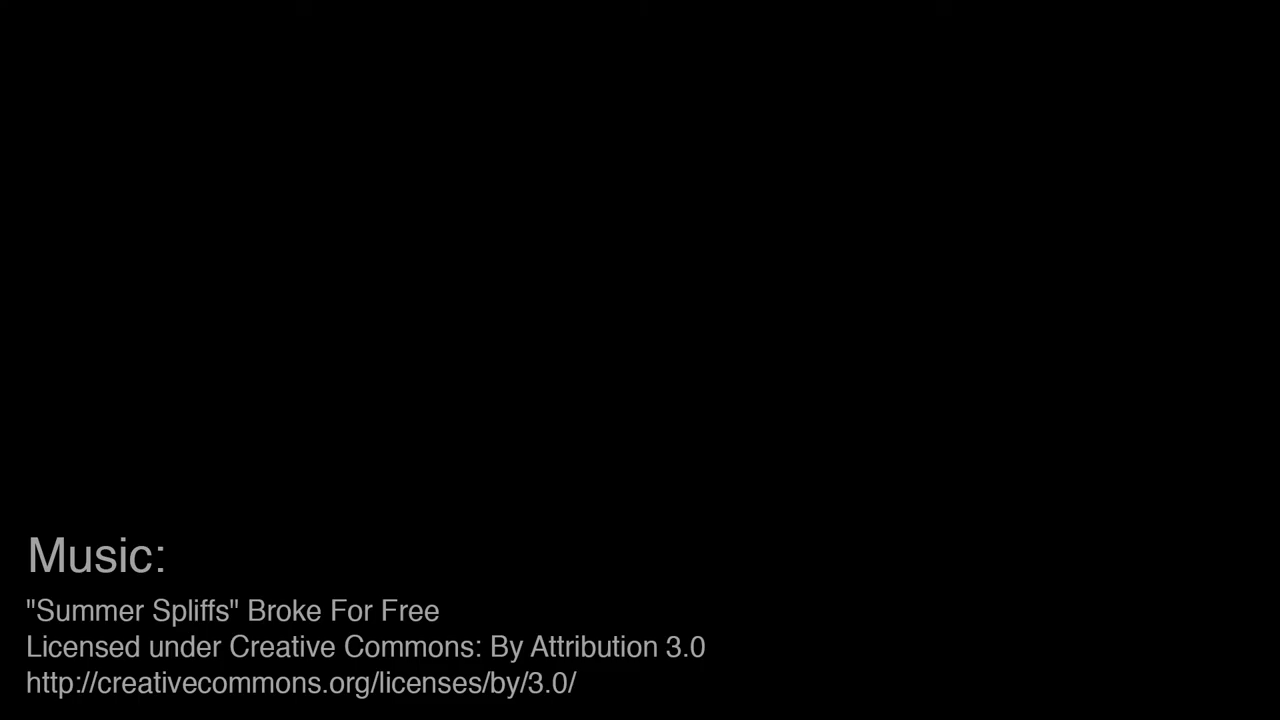 Music:
"Summer Spliffs" Broke For Free
Licensed under Creative Commons: By Attribution 3.0
http://creativecommons.org/licenses/by/3.0/